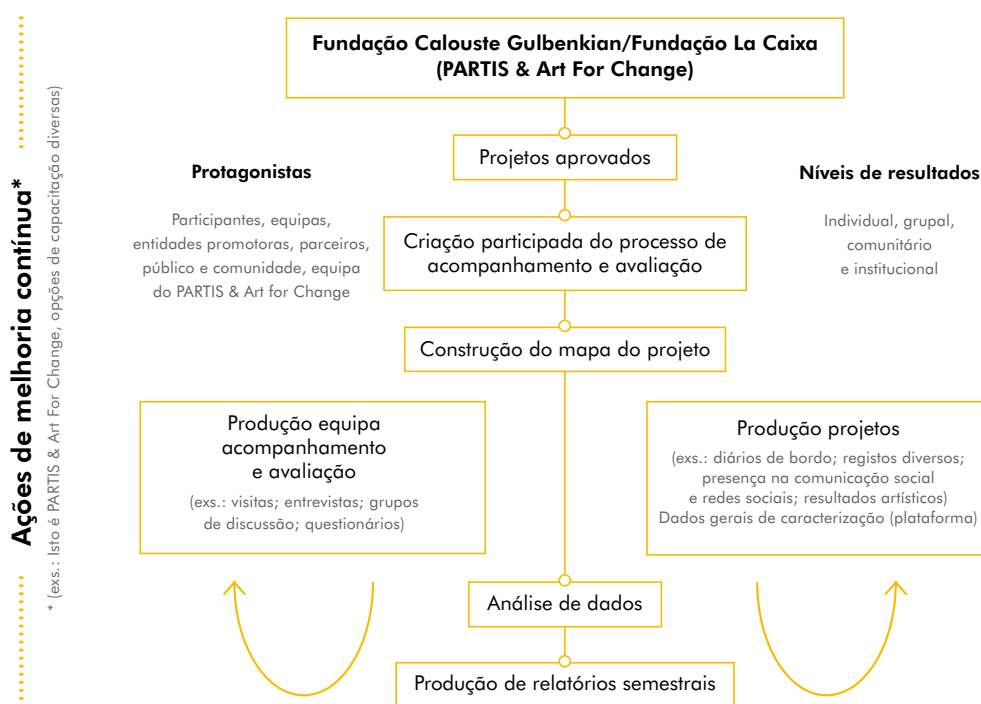 Fundação Calouste Gulbenkian/Fundação La Caixa
(PARTIS & Art For Change)
Projetos aprovados
Protagonistas
Participantes, equipas,
entidades promotoras, parceiros,
público e comunidade, equipa
do PARTIS & Art for Change
Níveis de resultados
Individual, grupal,
comunitário
e institucional
Criação participada do processo de
acompanhamento e avaliação
Construção do mapa do projeto
Produção equipa
acompanhamento
e avaliação
(exs.: visitas; entrevistas; grupos
de discussão; questionários)
Produção projetos
(exs.: diários de bordo; registos diversos;
presença na comunicação social
e redes sociais; resultados artísticos)
Dados gerais de caracterização (plataforma)
Análise de dados
Produção de relatórios semestrais
Ações de melhoria contínua*
* (exs.: Isto é PARTIS & Art For Change, opções de capacitação diversas)